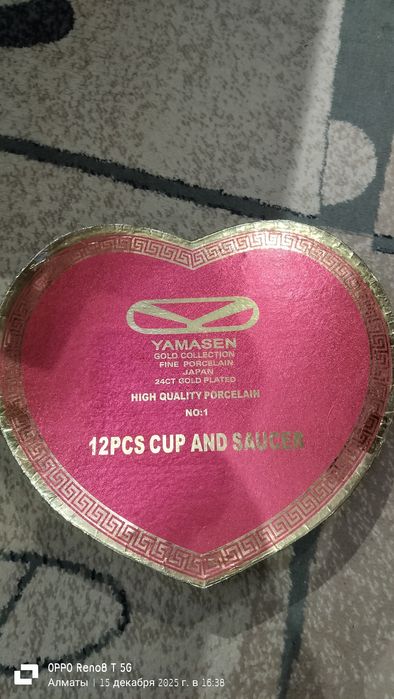 YAMASEN
GOLD COLLECTION
FINE PORCELAIN
JAPAN
24CT GOLD PLATED
HIGH QUALITY PORCELAIN
NO:1
12PCS CUP AND SAUCER
OPPO Reno8 T 5G
Алматы | 15 декабря 2025 г. в 16:38